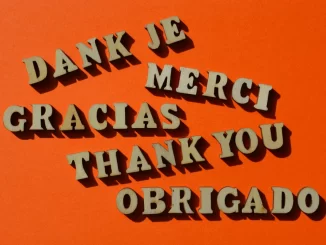 DANK JE
MERCI
GRACIAS
THANK YOU
OBRIGADO